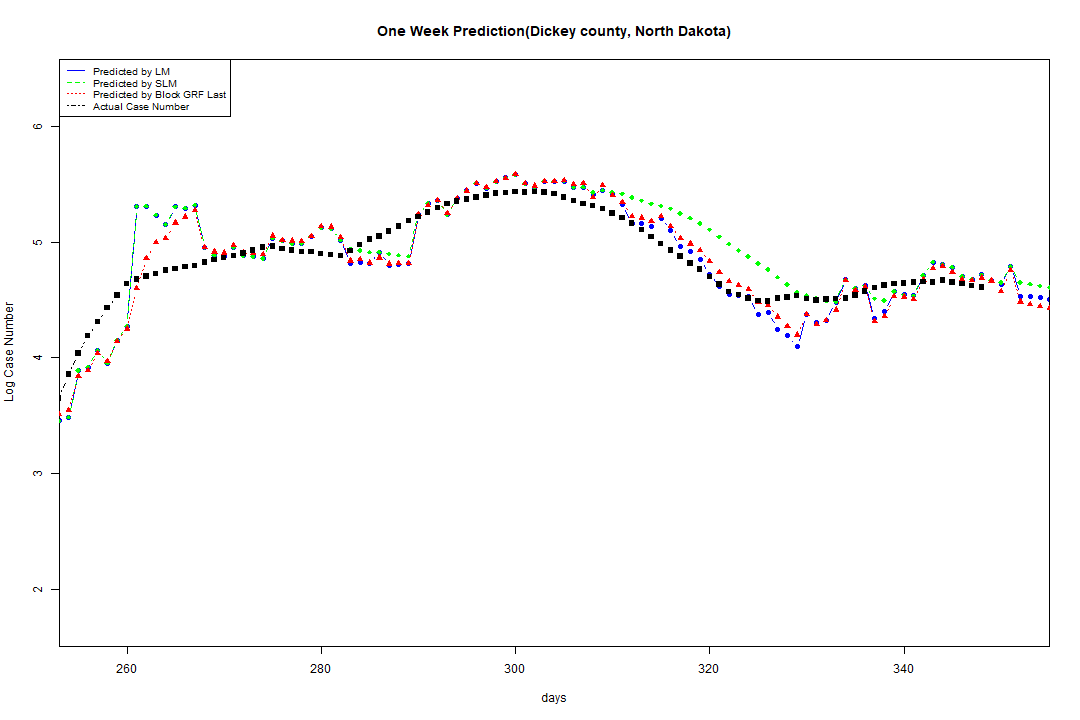 One Week Prediction(Dickey county, North Dakota)
Predicted by LM
Predicted by SLM
Predicted by Block GRF Last
Actual Case Number
6
5
4
3
2
Log Case Number
260 280 300 320 340
days